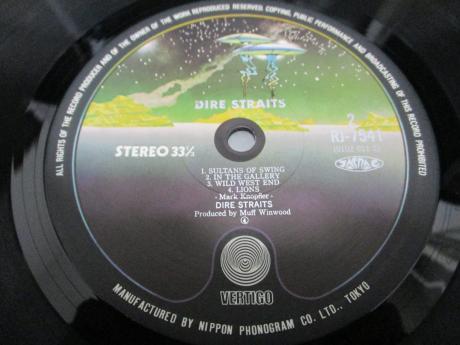 ALL RIGHTS OF THE RECORD PRODUCER AND OF THE OWNER OF THE WORK REPRODUCED RESERVED. COPYING, PUBLIC PERFORMANCE AND BROADCASTING OF THIS RECORD PROHIBITED
DIRE STRAITS
2
RJ-7541
STEREO 33⅓
1. SULTANS OF SWING
2. IN THE GALLERY
3. WILD WEST END
4. LIONS
- Mark Knopfler -
DIRE STRAITS
Produced by Muff Winwood
4
VERTIGO
MANUFACTURED BY NIPPON PHONOGRAM CO. LTD., TOKYO